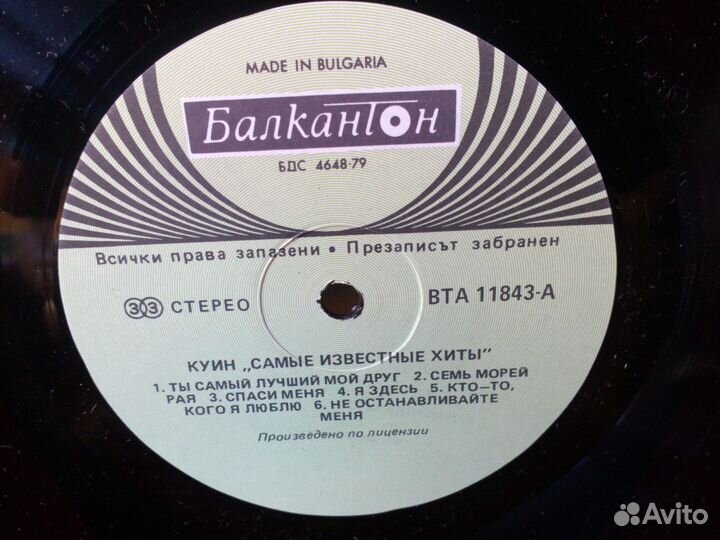 MADE IN BULGARIA
Балкантон
БДС 4648-79
Всички права запазени • Презаписът забранен
33 СТЕРЕО
ВТА 11843-А
КУИН „САМЫЕ ИЗВЕСТНЫЕ ХИТЫ"
1. ТЫ САМЫЙ ЛУЧШИЙ МОЙ ДРУГ 2. СЕМЬ МОРЕЙ
РАЯ 3. СПАСИ МЕНЯ 4. Я ЗДЕСЬ 5. КТО—ТО,
КОГО Я ЛЮБЛЮ 6. НЕ ОСТАНАВЛИВАЙТЕ
МЕНЯ
Произведено по лицензии
Avito